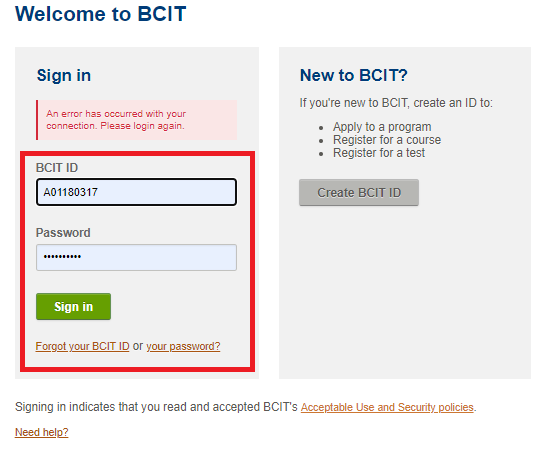 Welcome to BCIT
Sign in
An error has occurred with your
connection. Please login again.
BCIT ID
A01180317
Password
••••••••••
Sign in
Forgot your BCIT ID or your password?
New to BCIT?
If you're new to BCIT, create an ID to:
• Apply to a program
• Register for a course
• Register for a test
Create BCIT ID
Signing in indicates that you read and accepted BCIT's Acceptable Use and Security policies.
Need help?